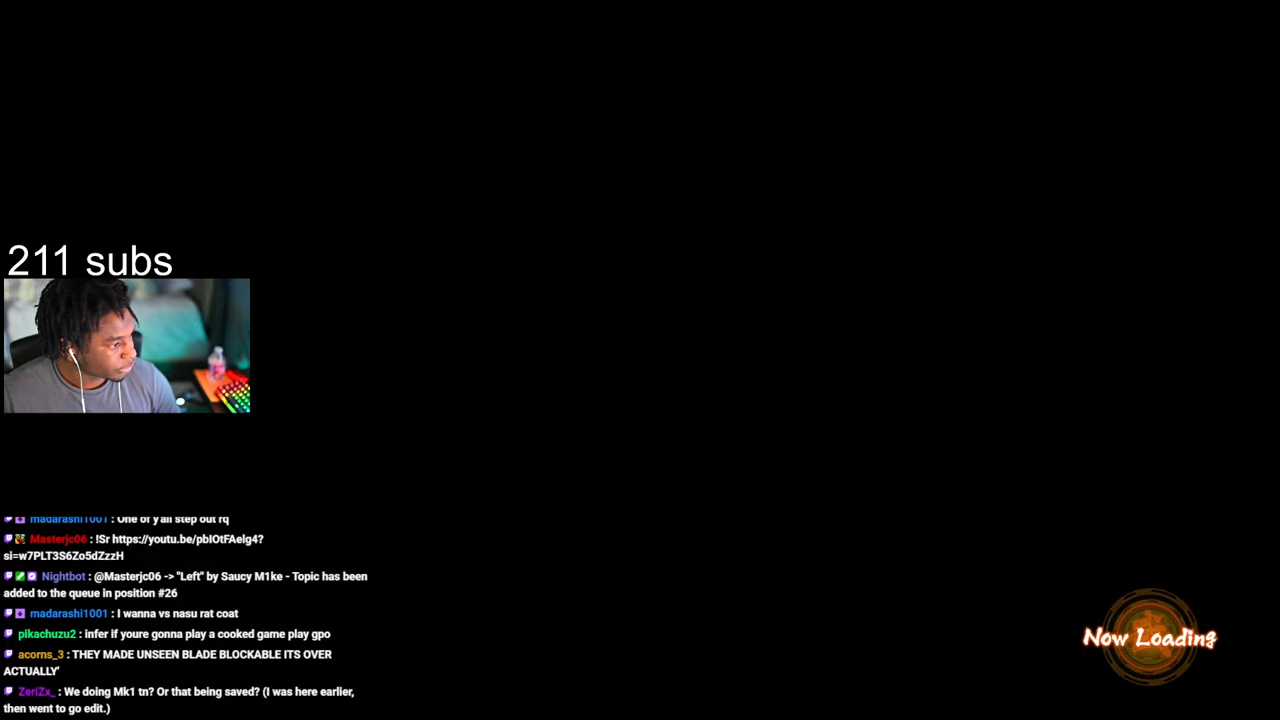 211 subs
madarashi1001 : One of y'all step out rq
Masterjc06 : !Sr https://youtu.be/pbIOtFAelg4?
si=w7PLT3S6Zo5dZzzH
Nightbot : @Masterjc06 -> "Left" by Saucy M1ke - Topic has been
added to the queue in position #26
madarashi1001 : I wanna vs nasu rat coat
pikachuzu2 : infer if youre gonna play a cooked game play gpo
acorns_3 : THEY MADE UNSEEN BLADE BLOCKABLE ITS OVER
ACTUALLY'
ZeriZx_ : We doing Mk1 tn? Or that being saved? (I was here earlier,
then went to go edit.)
Now Loading